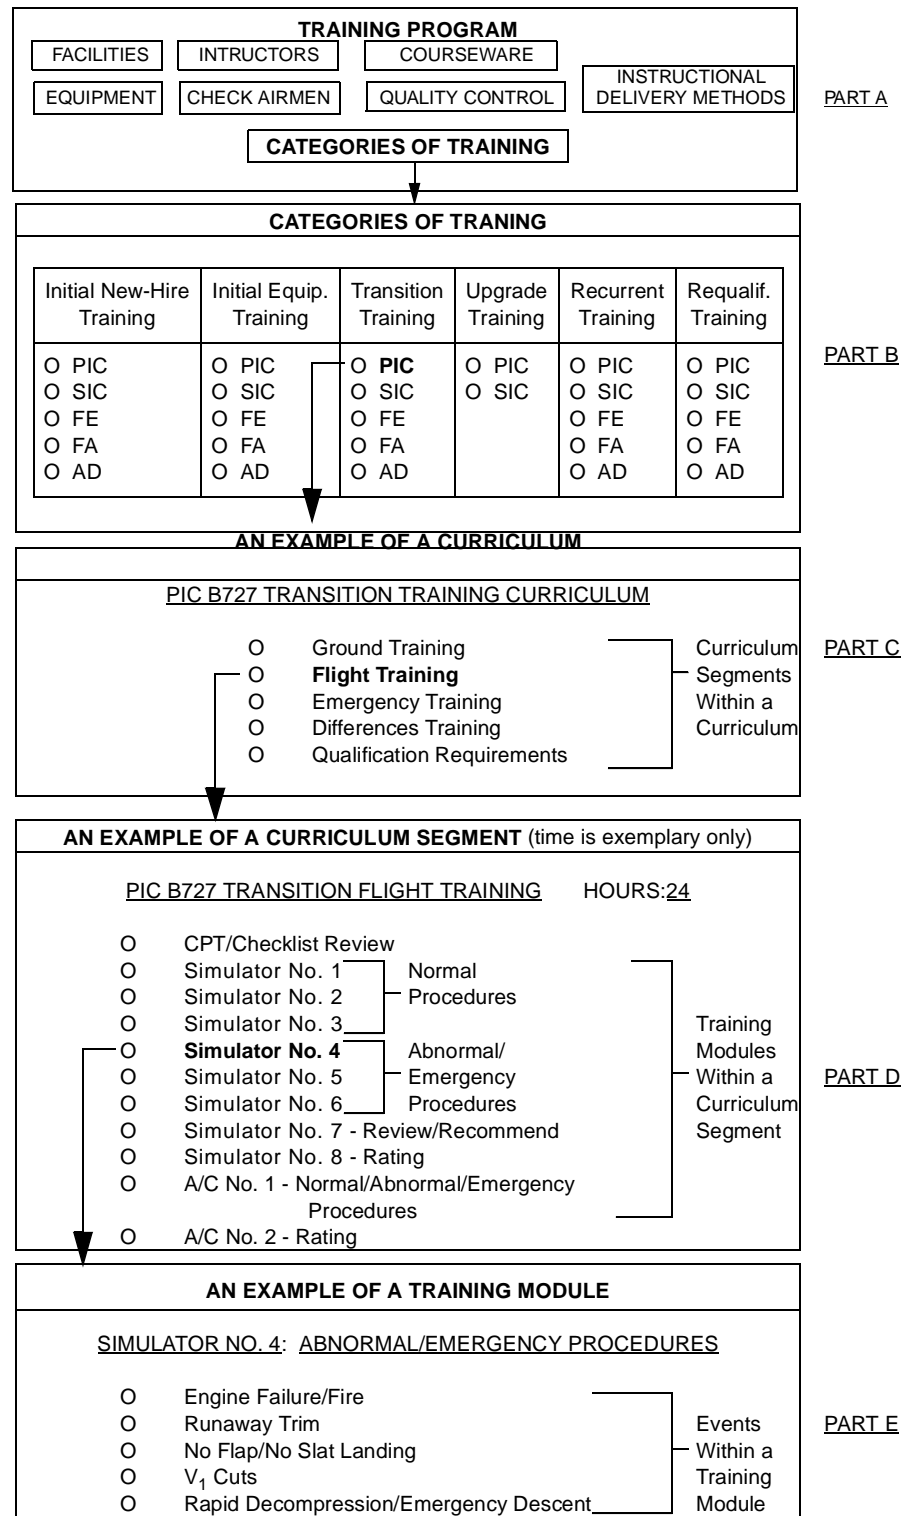 TRAINING PROGRAM
FACILITIES INTRUCTORS COURSEWARE
INSTRUCTIONAL DELIVERY METHODS
EQUIPMENT CHECK AIRMEN QUALITY CONTROL
PART A
CATEGORIES OF TRAINING
CATEGORIES OF TRANING
Initial New-Hire Training
Initial Equip. Training
Transition Training
Upgrade Training
Recurrent Training
Requalif. Training
O PIC O PIC O PIC O PIC O PIC O PIC
O SIC O SIC O SIC O SIC O SIC O SIC
O FE O FE O FE O FE O FE
O FA O FA O FA O FA O FA
O AD O AD O AD O AD O AD
PART B
AN EXAMPLE OF A CURRICULUM
PIC B727 TRANSITION TRAINING CURRICULUM
O Ground Training
O Flight Training
O Emergency Training
O Differences Training
O Qualification Requirements
Curriculum
Segments
Within a
Curriculum
PART C
AN EXAMPLE OF A CURRICULUM SEGMENT (time is exemplary only)
PIC B727 TRANSITION FLIGHT TRAINING HOURS:24
O CPT/Checklist Review
O Simulator No. 1
O Simulator No. 2
O Simulator No. 3
Normal
Procedures
O Simulator No. 4
O Simulator No. 5
O Simulator No. 6
Abnormal/
Emergency
Procedures
O Simulator No. 7 - Review/Recommend
O Simulator No. 8 - Rating
O A/C No. 1 - Normal/Abnormal/Emergency
Procedures
O A/C No. 2 - Rating
Training
Modules
Within a
Curriculum
Segment
PART D
AN EXAMPLE OF A TRAINING MODULE
SIMULATOR NO. 4: ABNORMAL/EMERGENCY PROCEDURES
O Engine Failure/Fire
O Runaway Trim
O No Flap/No Slat Landing
O V1 Cuts
O Rapid Decompression/Emergency Descent
Events
Within a
Training
Module
PART E